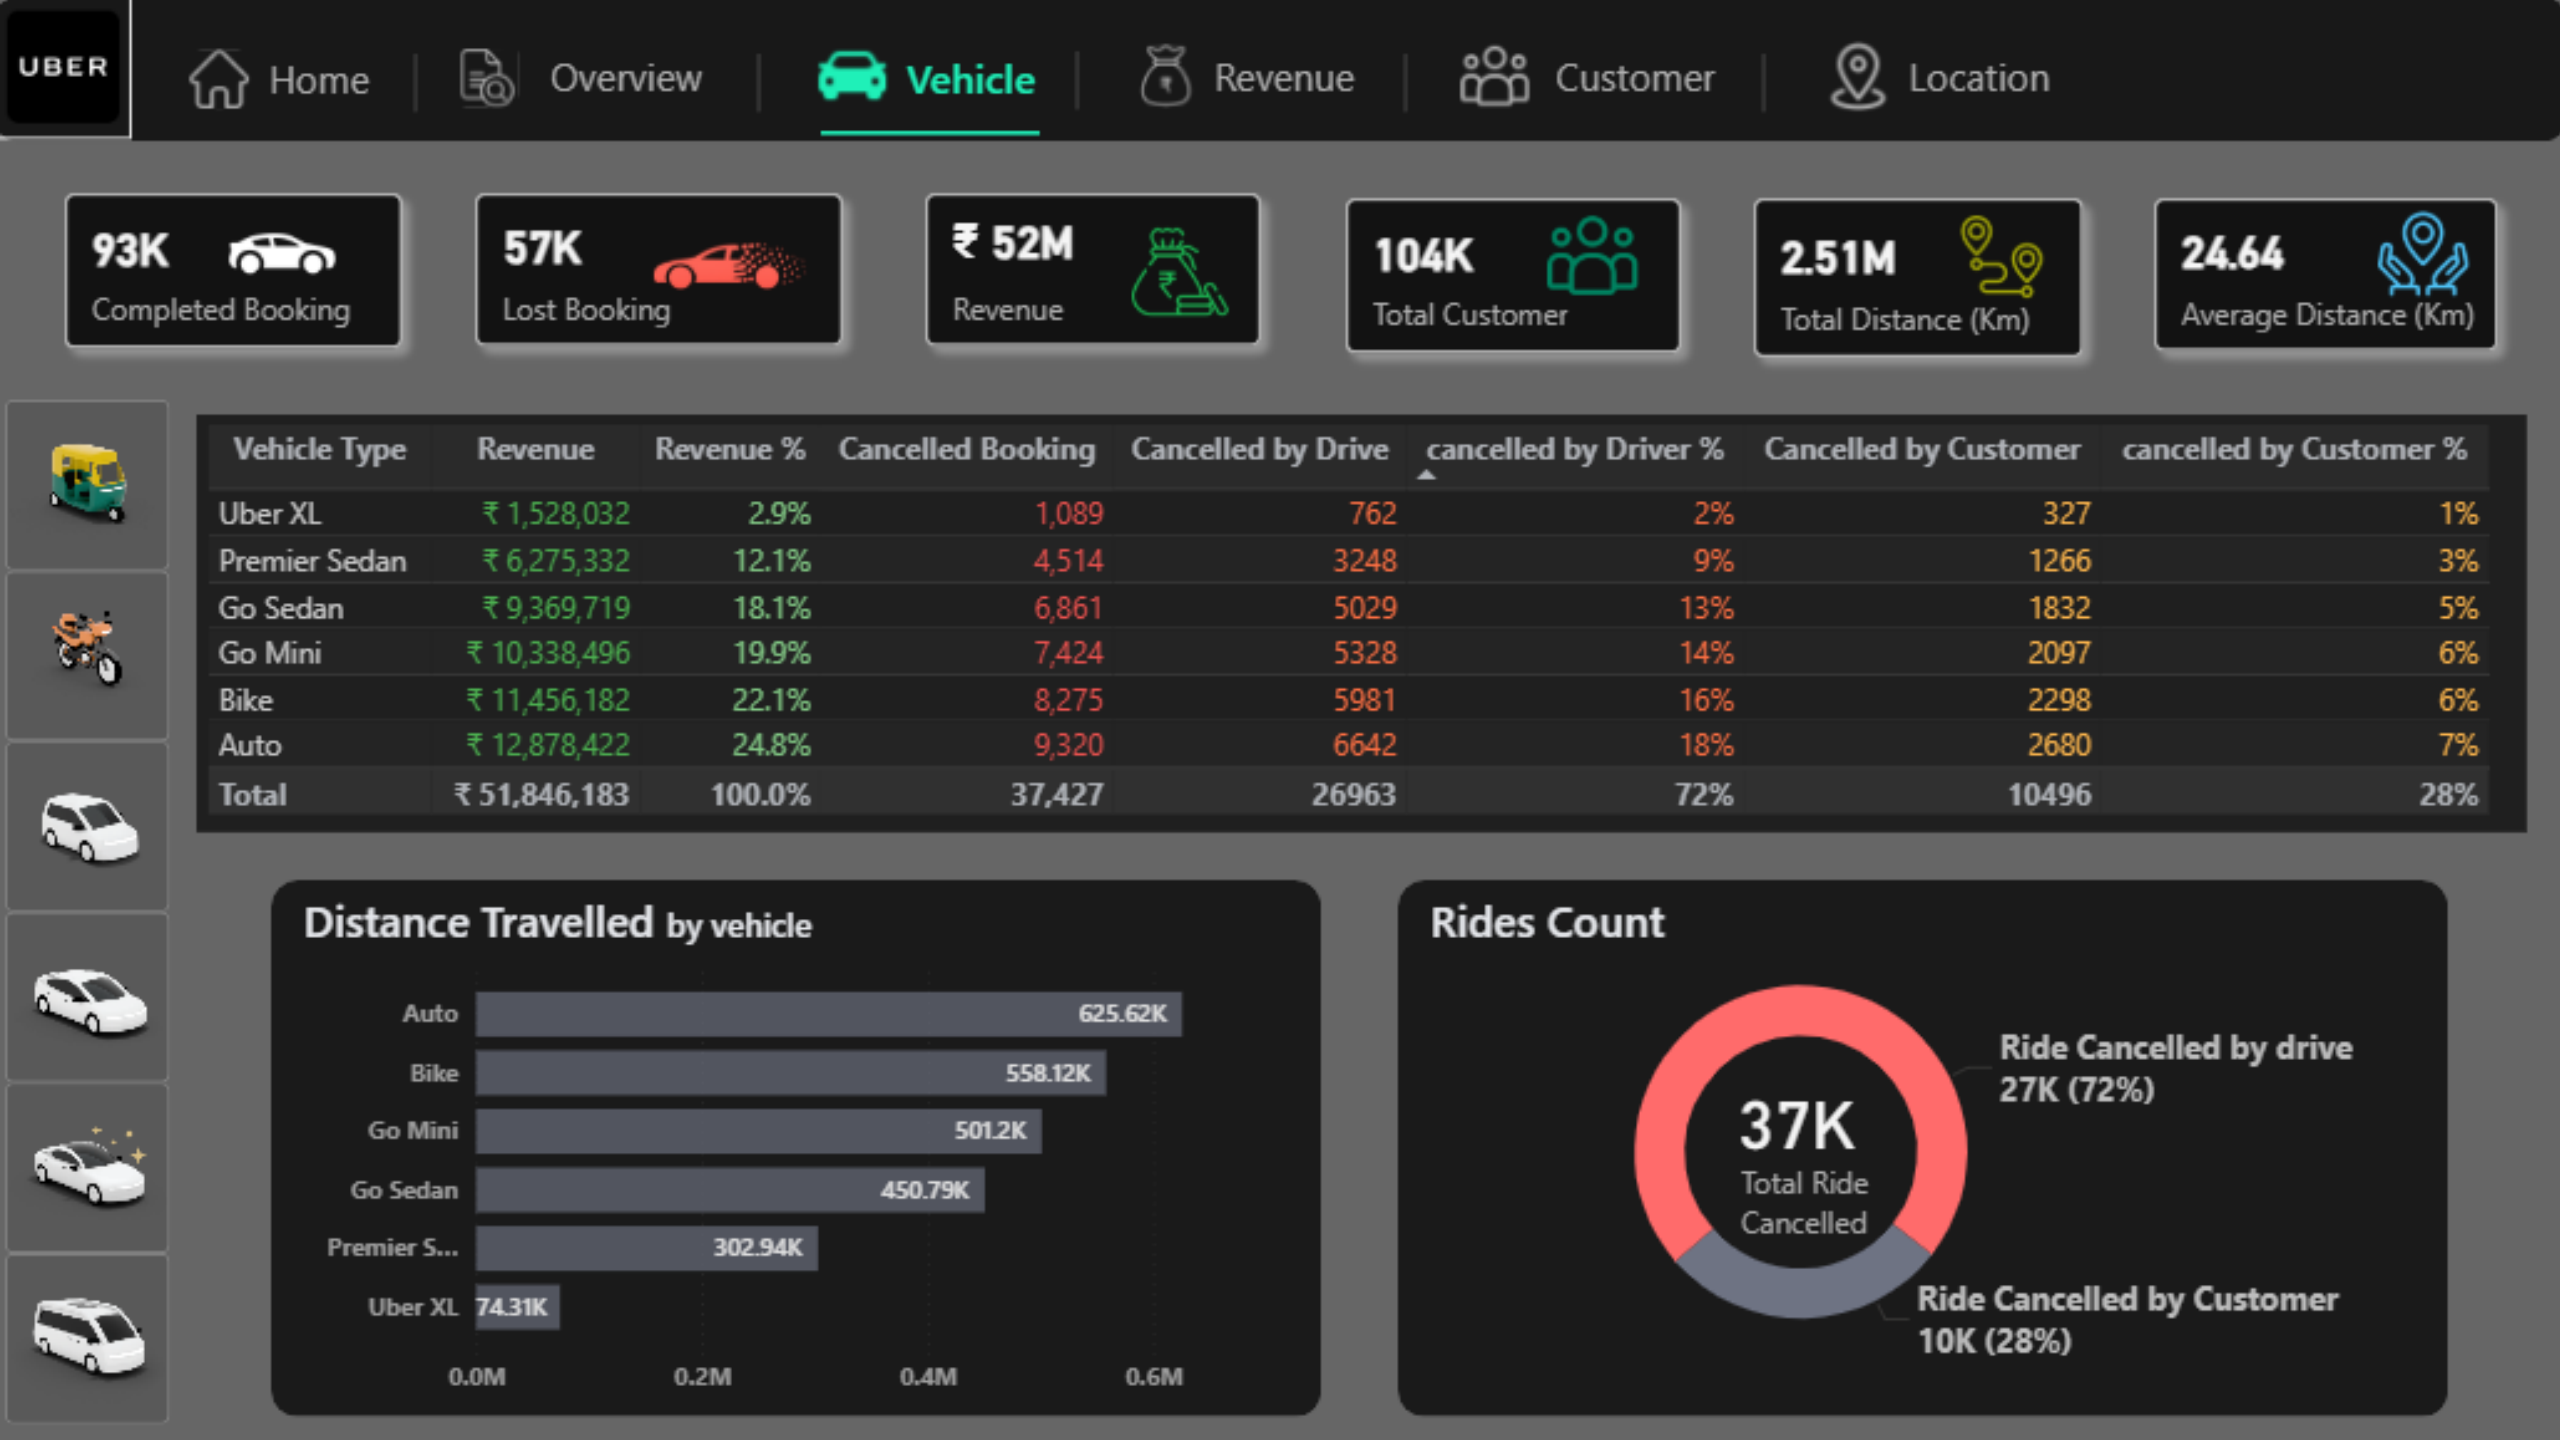 UBER
Home
Overview
Vehicle
Revenue
Customer
Location
93K
Completed Booking
57K
Lost Booking
₹ 52M
Revenue
104K
Total Customer
2.51M
Total Distance (Km)
24.64
Average Distance (Km)
Vehicle Type Revenue Revenue % Cancelled Booking Cancelled by Drive cancelled by Driver % Cancelled by Customer cancelled by Customer %
Uber XL ₹ 1,528,032 2.9% 1,089 762 2% 327 1%
Premier Sedan ₹ 6,275,332 12.1% 4,514 3248 9% 1266 3%
Go Sedan ₹ 9,369,719 18.1% 6,861 5029 13% 1832 5%
Go Mini ₹ 10,338,496 19.9% 7,424 5328 14% 2097 6%
Bike ₹ 11,456,182 22.1% 8,275 5981 16% 2298 6%
Auto ₹ 12,878,422 24.8% 9,320 6642 18% 2680 7%
Total ₹ 51,846,183 100.0% 37,427 26963 72% 10496 28%
Distance Travelled by vehicle
Auto 625.62K
Bike 558.12K
Go Mini 501.2K
Go Sedan 450.79K
Premier S... 302.94K
Uber XL 74.31K
0.0M 0.2M 0.4M 0.6M
Rides Count
Ride Cancelled by drive
27K (72%)
37K
Total Ride
Cancelled
Ride Cancelled by Customer
10K (28%)